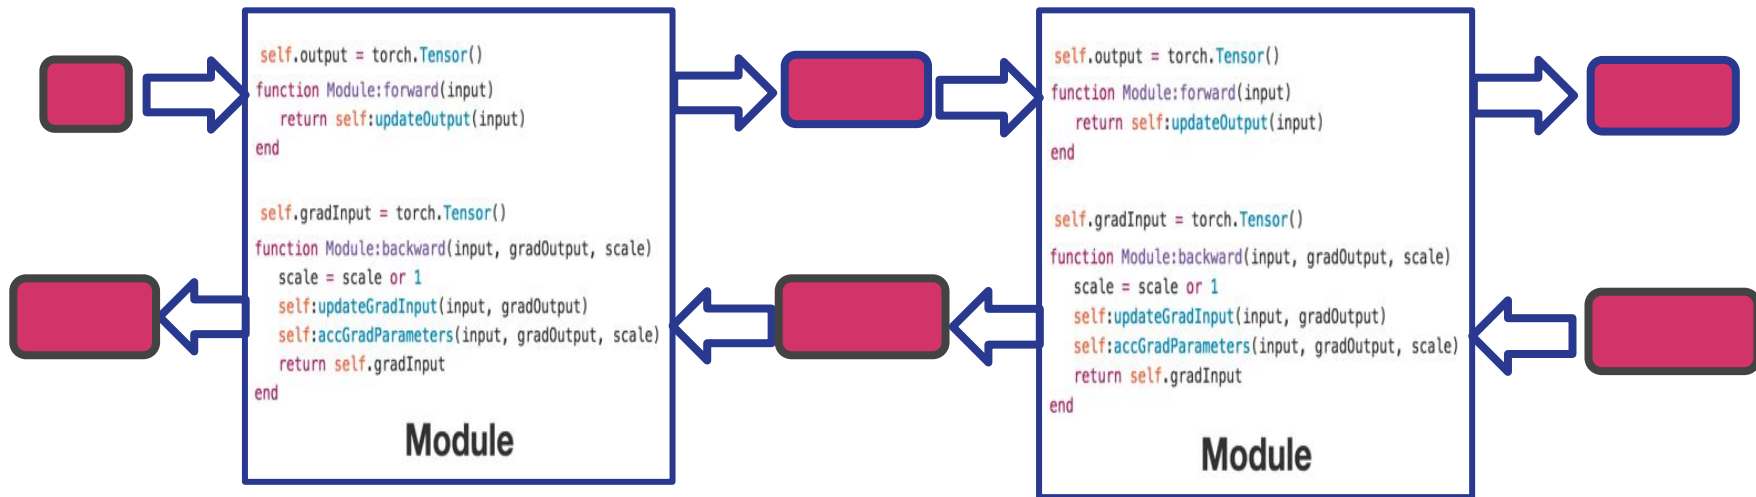 self.output = torch.Tensor()
function Module:forward(input)
return self:updateOutput(input)
end
self.gradInput = torch.Tensor()
function Module:backward(input, gradOutput, scale)
scale = scale or 1
self:updateGradInput(input, gradOutput)
self:accGradParameters(input, gradOutput, scale)
return self.gradInput
end
Module
self.output = torch.Tensor()
function Module:forward(input)
return self:updateOutput(input)
end
self.gradInput = torch.Tensor()
function Module:backward(input, gradOutput, scale)
scale = scale or 1
self:updateGradInput(input, gradOutput)
self:accGradParameters(input, gradOutput, scale)
return self.gradInput
end
Module